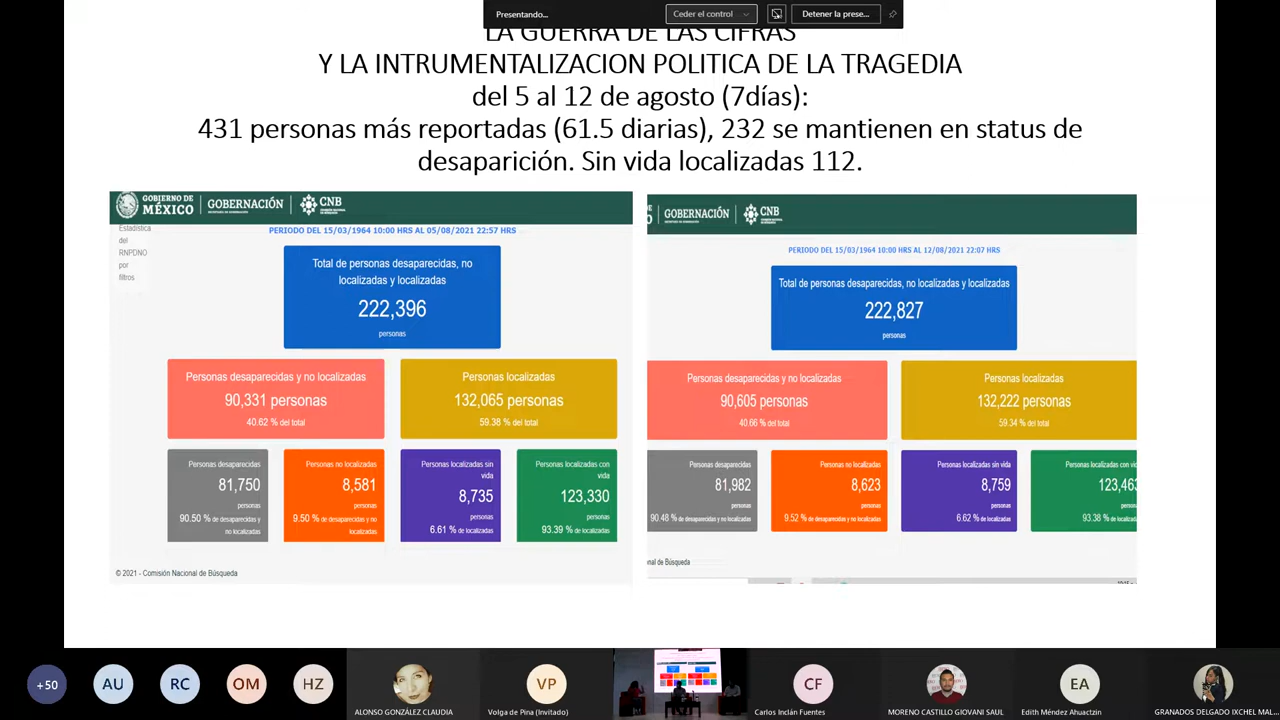 Presentando...
Ceder el control
Detener la prese...
LA GUERRA DE LAS CIFRAS
Y LA INTRUMENTALIZACION POLITICA DE LA TRAGEDIA
del 5 al 12 de agosto (7días):
431 personas más reportadas (61.5 diarias), 232 se mantienen en status de
desaparición. Sin vida localizadas 112.
GOBIERNO DE
MÉXICO
GOBERNACIÓN
CNB
Estadística
del
RNPDNO
por
filtros
PERIODO DEL 15/03/1964 10:00 HRS AL 05/08/2021 22:57 HRS
Total de personas desaparecidas, no
localizadas y localizadas
222,396
personas
Personas desaparecidas y no localizadas
90,331 personas
40.62 % del total
Personas localizadas
132,065 personas
59.38 % del total
Personas desaparecidas
81,750
personas
90.50 % de desaparecidas y
no localizadas
Personas no localizadas
8,581
personas
9.50 % de desaparecidas y no
localizadas
Personas localizadas sin
vida
8,735
personas
6.61 % de localizadas
Personas localizadas con
vida
123,330
personas
93.39 % de localizadas
© 2021 - Comisión Nacional de Búsqueda
GOBERNACIÓN
CNB
PERIODO DEL 15/03/1964 10:00 HRS AL 12/08/2021 22:07 HRS
Total de personas desaparecidas, no localizadas y localizadas
222,827
personas
Personas desaparecidas y no localizadas
90,605 personas
40.66 % del total
Personas localizadas
132,222 personas
59.34 % del total
Personas desaparecidas
81,982
personas
90.48 % de desaparecidas y no localizadas
Personas no localizadas
8,623
personas
9.52 % de desaparecidas y no localizadas
Personas localizadas sin vida
8,759
personas
6.62 % de localizadas
Personas localizadas con vid
123,463
personas
93.38 % de localizadas
nal de Búsqueda
+50
AU
RC
OM
HZ
ALONSO GONZÁLEZ CLAUDIA
VP
Volga de Pina (Invitado)
CF
Carlos Inclán Fuentes
MORENO CASTILLO GIOVANI SAUL
EA
Edith Méndez Ahuactzin
GRANADOS DELGADO IXCHEL MAL...